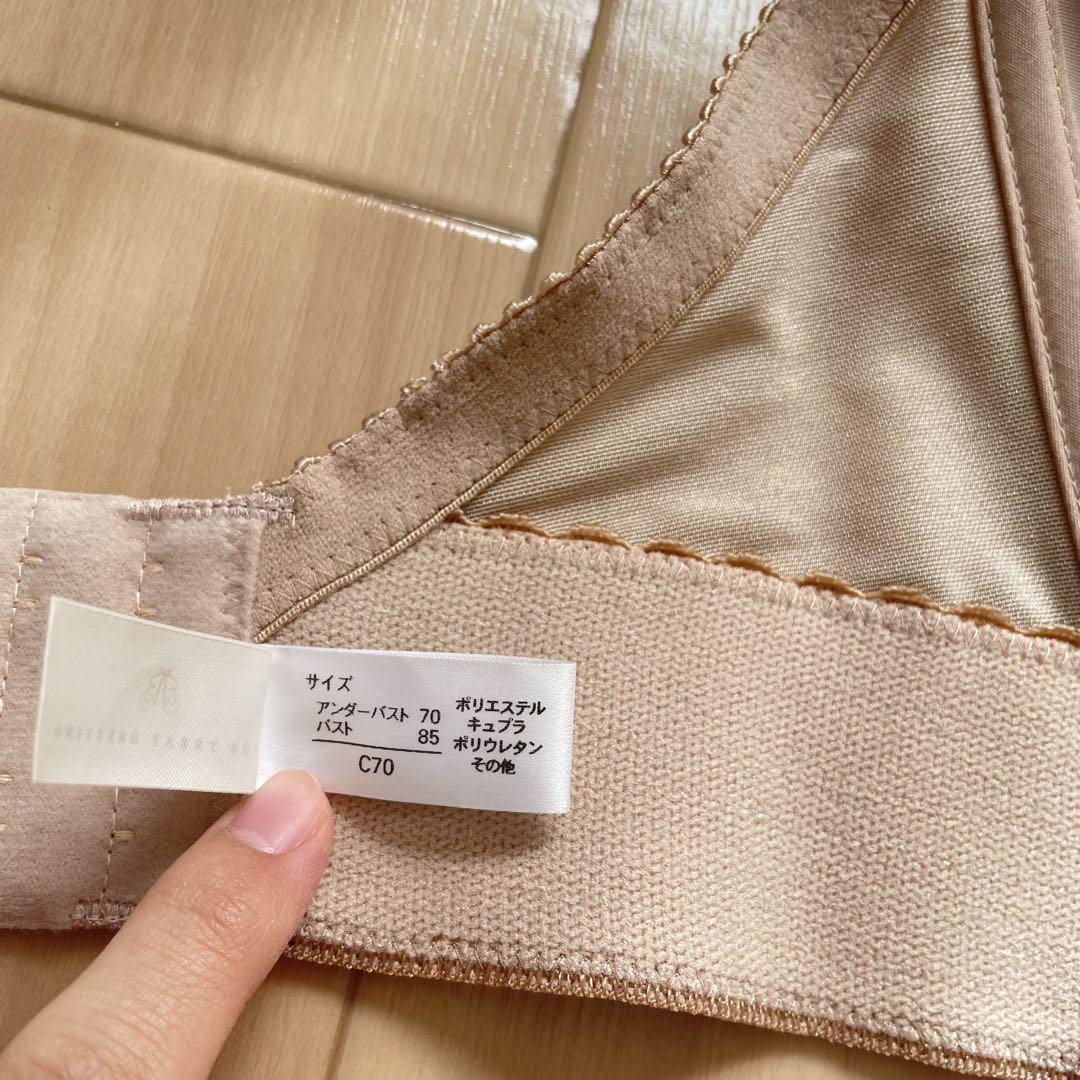 サイズ
アンダーバスト 70
バスト 85
C70
ポリエステル
キュプラ
ポリウレタン
その他